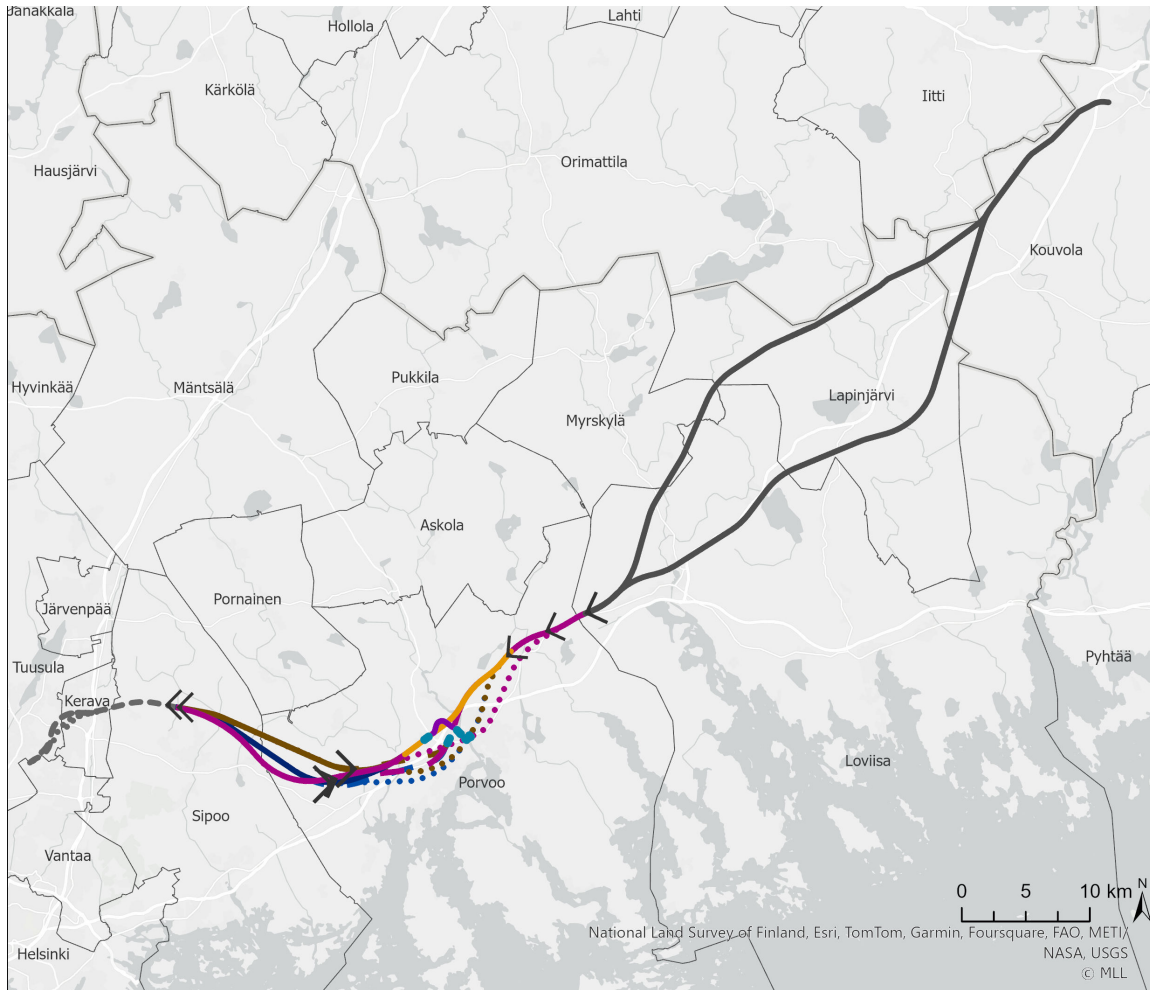 Janakkala
Hollola
Lahti
Kärkölä
Iitti
Hausjärvi
Orimattila
Kouvola
Hyvinkää
Mäntsälä
Pukkila
Lapinjärvi
Myrskylä
Askola
Järvenpää
Pornainen
Tuusula
Kerava
Pyhtää
Porvoo
Loviisa
Sipoo
Vantaa
Helsinki
0 5 10 km
N
National Land Survey of Finland, Esri, TomTom, Garmin, Foursquare, FAO, METI/
NASA, USGS
© MLL